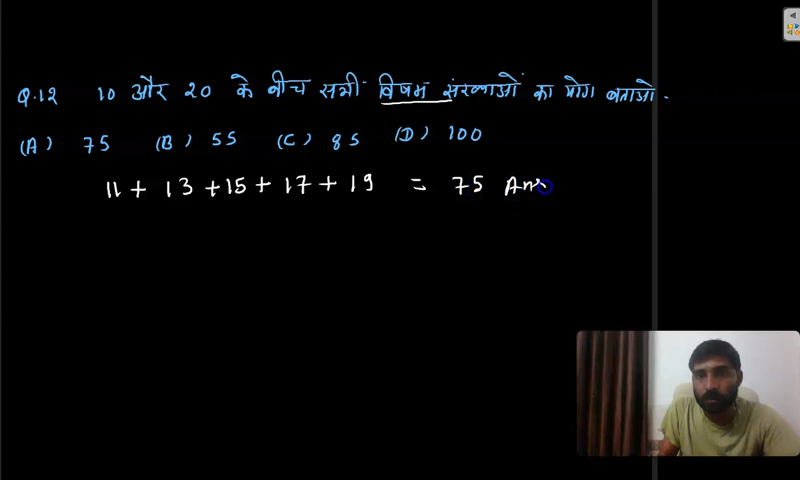 Q.12 10 और 20 के बीच सभी विषम संख्याओं का योग बताओ.
(A) 75 (B) 55 (C) 85 (D) 100
11 + 13 + 15 + 17 + 19 = 75 Ans